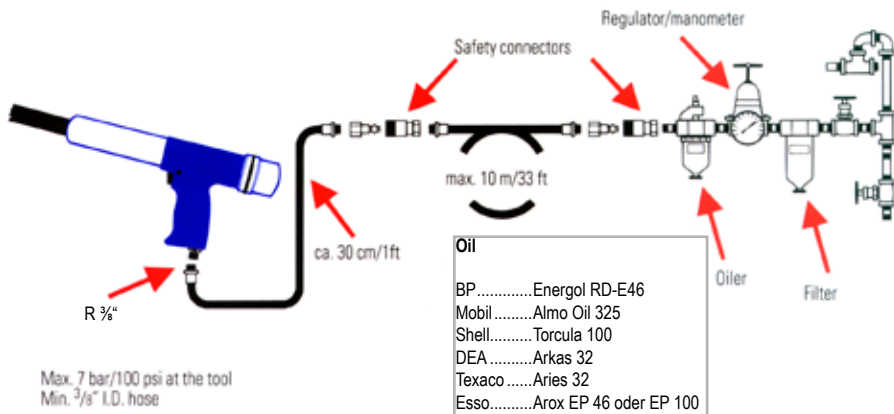 Regulator/manometer
Safety connectors
max. 10 m/33 ft
ca. 30 cm/1ft
Oiler
Filter
R ⅜“
Oil
BP.............Energol RD-E46
Mobil.........Almo Oil 325
Shell..........Torcula 100
DEA...........Arkas 32
Texaco......Aries 32
Esso..........Arox EP 46 oder EP 100
Max. 7 bar/100 psi at the tool
Min. 3/8" I.D. hose